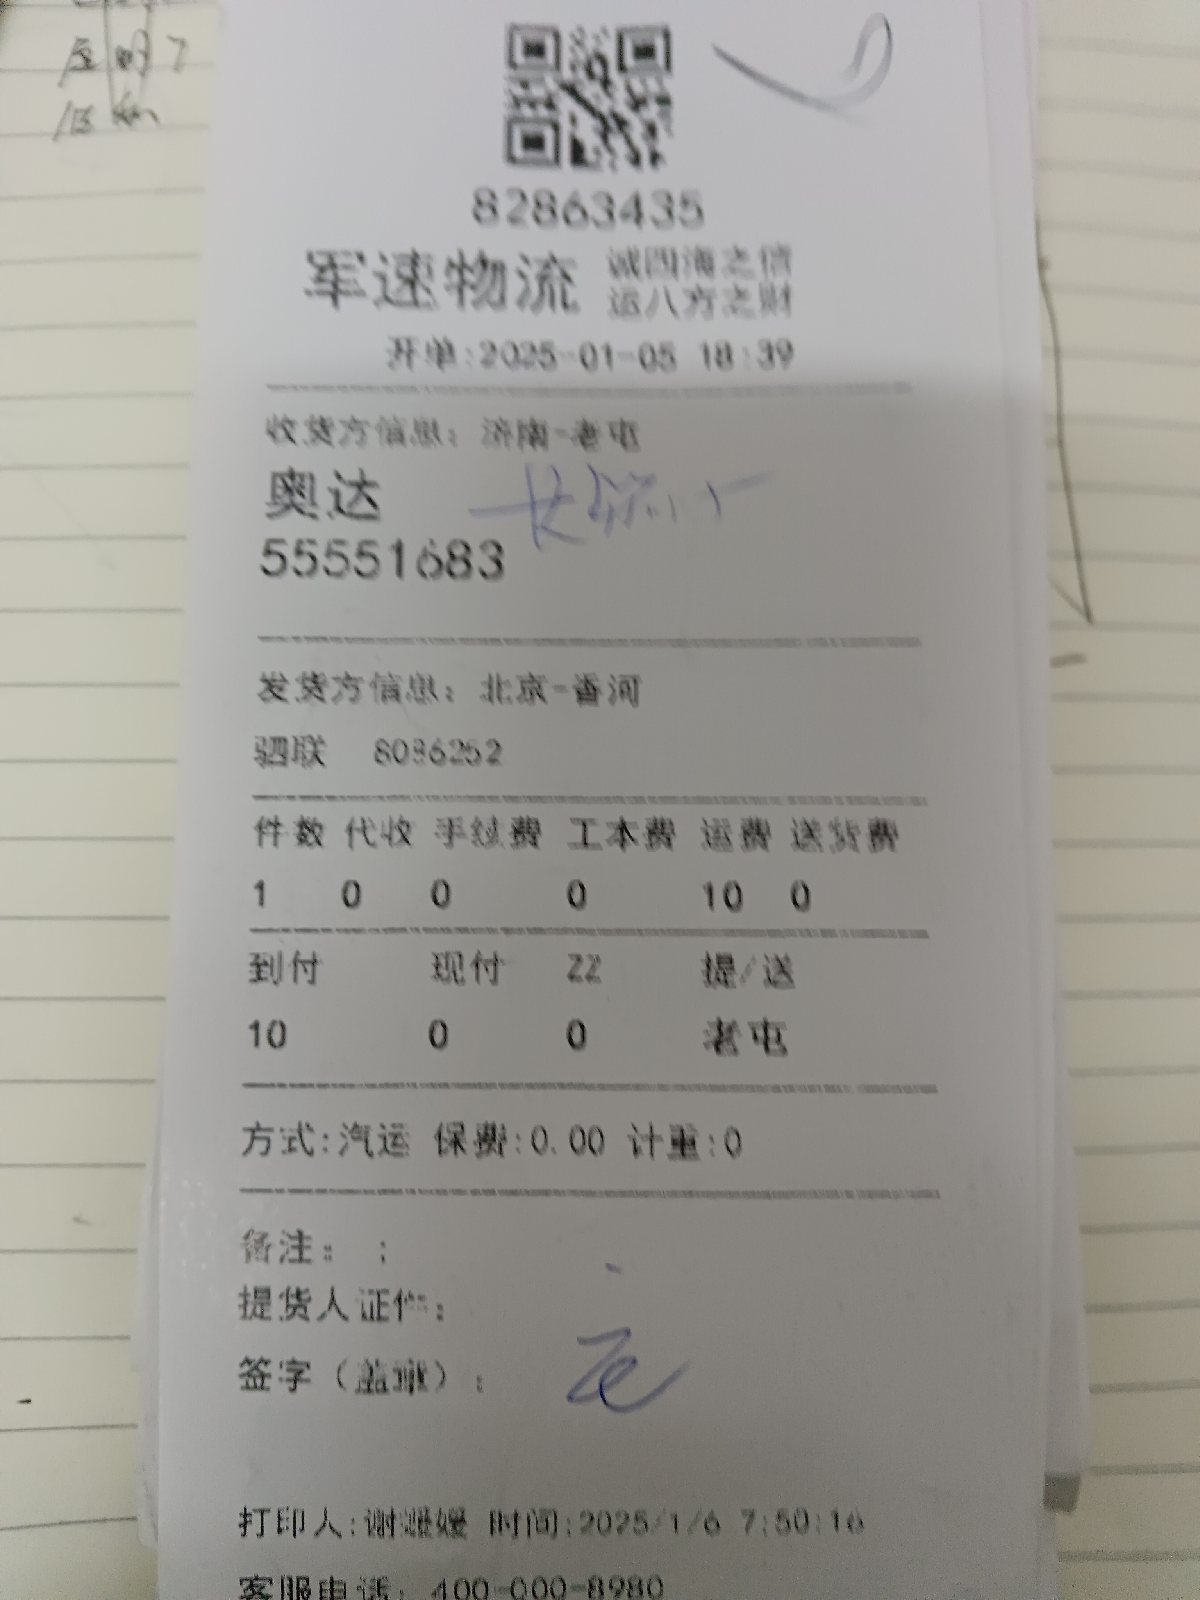 82863435
军速物流 诚四海之信
运八方之财
开单:2025-01-05 18:39
收货方信息：济南-老屯
奥达
55551683
发货方信息：北京-香河
驷联 8086252
件数 代收 手续费 工本费 运费 送货费
1 0 0 0 10 0
到付 现付 ZZ 提/送
10 0 0 老屯
方式:汽运 保费:0.00 计重:0
备注： ;
提货人证件：
签字（盖章）：
打印人:谢 时间:2025/1/6 7:50:16
客服电话：400-000-8980